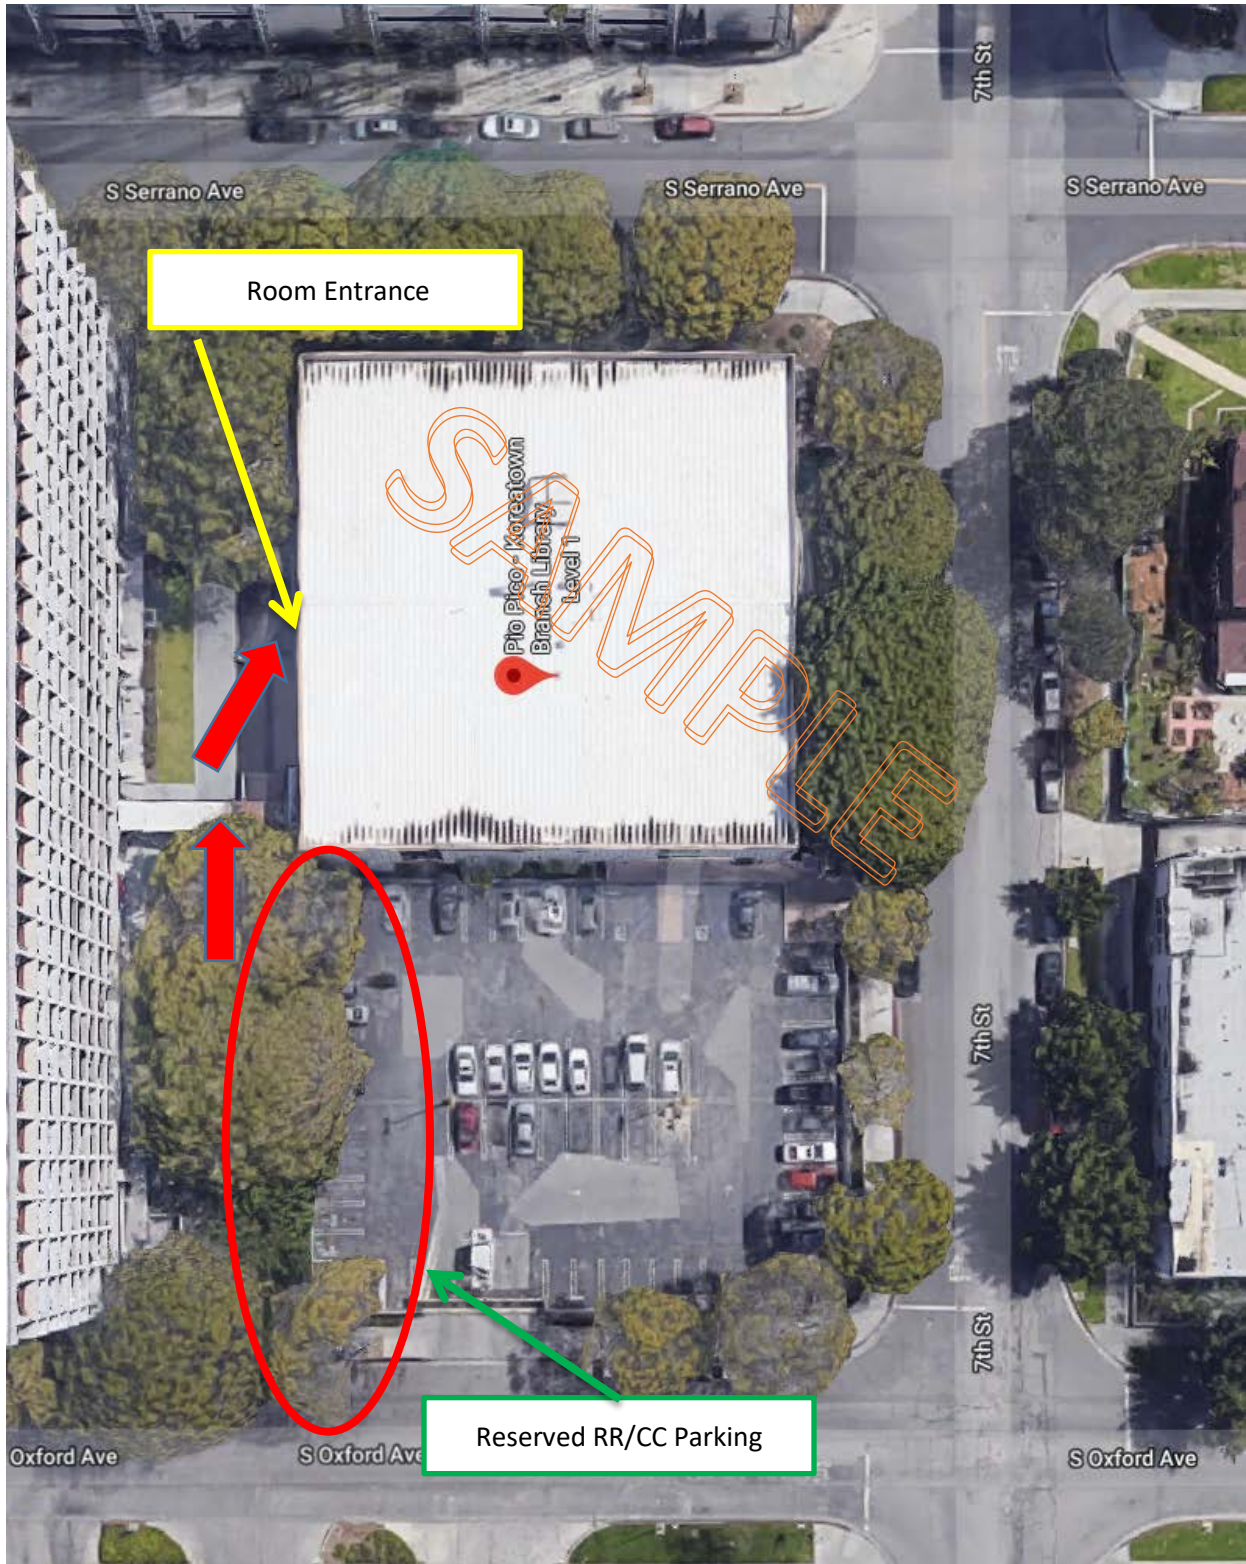 7th St
S Serrano Ave
S Serrano Ave
S Serrano Ave
Room Entrance
Pio Pico - Koreatown
Branch Library
Level 1
SAMPLE
7th St
7th St
Reserved RR/CC Parking
Oxford Ave
S Oxford Ave
S Oxford Ave